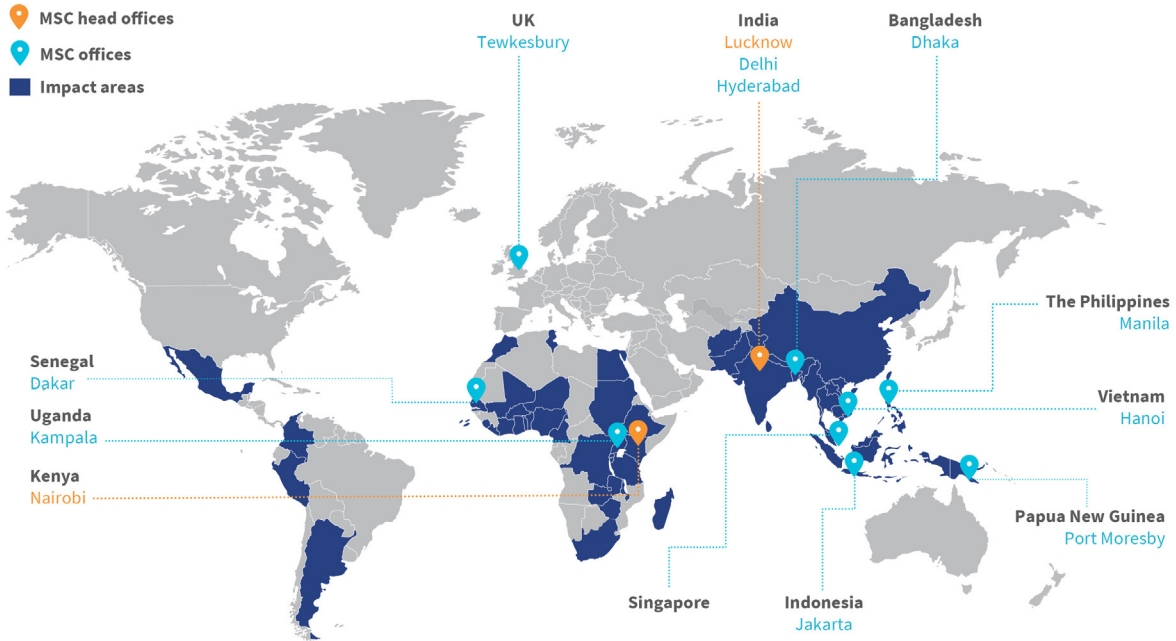 MSC head offices
MSC offices
Impact areas
UK
Tewkesbury
India
Lucknow
Delhi
Hyderabad
Bangladesh
Dhaka
The Philippines
Manila
Senegal
Dakar
Vietnam
Hanoi
Uganda
Kampala
Kenya
Nairobi
Papua New Guinea
Port Moresby
Singapore
Indonesia
Jakarta